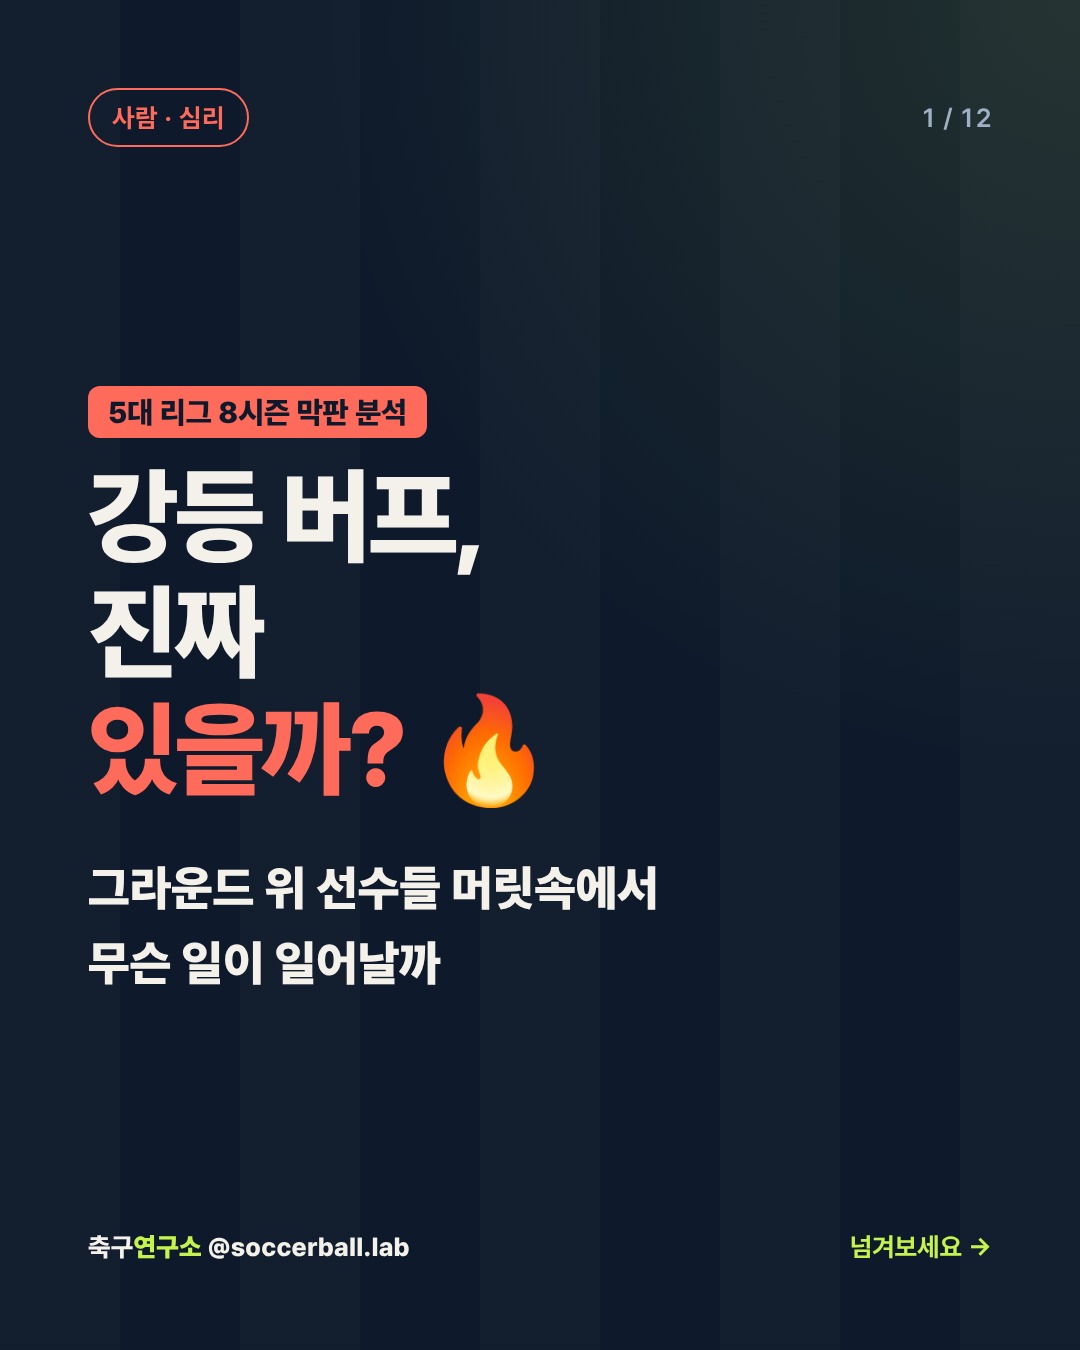 사람 · 심리
1 / 12
5대 리그 8시즌 막판 분석
강등 버프,
진짜
있을까? 🔥
그라운드 위 선수들 머릿속에서
무슨 일이 일어날까
축구연구소 @soccerball.lab
넘겨보세요 →